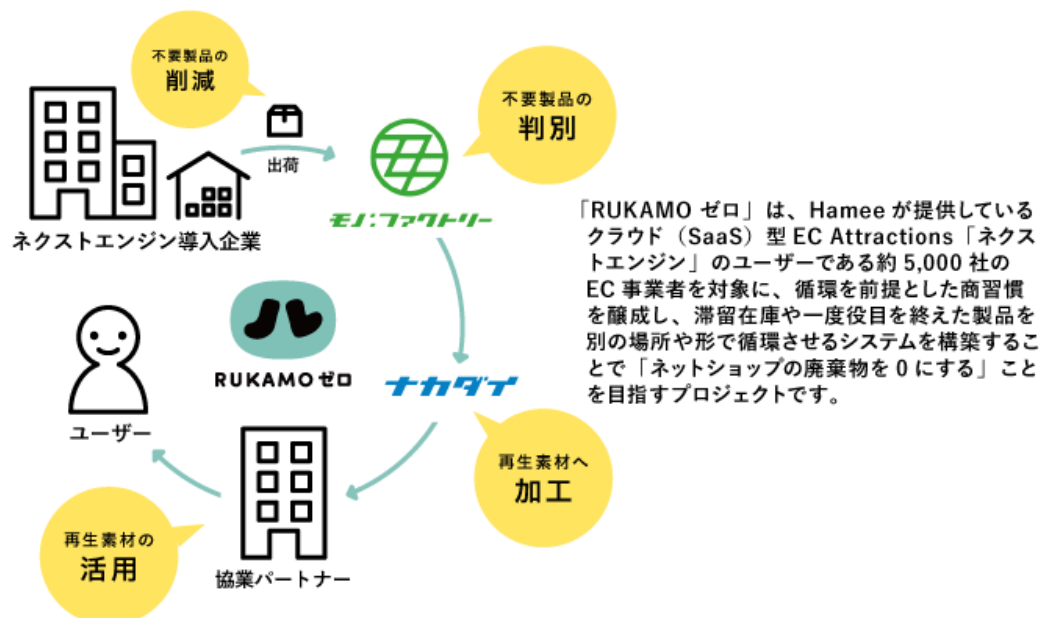 不要製品の
削減
出荷
ネクストエンジン導入企業
不要製品の
判別
モノ:ファクトリー
「RUKAMO ゼロ」は、Hamee が提供している
クラウド（SaaS）型 EC Attractions「ネクス
トエンジン」のユーザーである約 5,000 社の
EC 事業者を対象に、循環を前提とした商習慣
を醸成し、滞留在庫や一度役目を終えた製品を
別の場所や形で循環させるシステムを構築するこ
とで「ネットショップの廃棄物を 0 にする」こと
を目指すプロジェクトです。
ハレ
RUKAMO ゼロ
ナカダイ
ユーザー
再生素材へ
加工
協業パートナー
再生素材の
活用